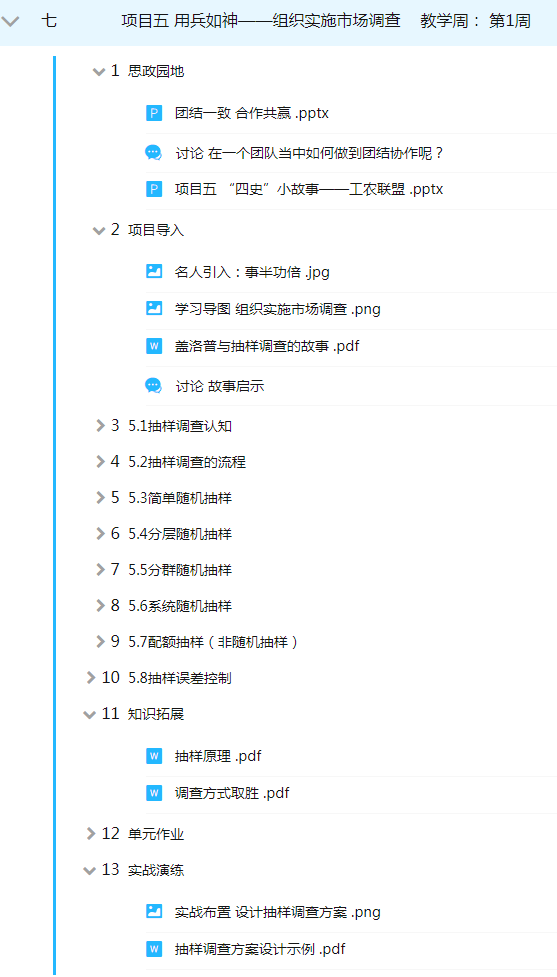 七 项目五 用兵如神——组织实施市场调查 教学周： 第1周
1 思政园地
P 团结一致 合作共赢 .pptx
讨论 在一个团队当中如何做到团结协作呢？
P 项目五 “四史”小故事——工农联盟 .pptx
2 项目导入
名人引入：事半功倍 .jpg
学习导图 组织实施市场调查 .png
W 盖洛普与抽样调查的故事 .pdf
讨论 故事启示
3 5.1抽样调查认知
4 5.2抽样调查的流程
5 5.3简单随机抽样
6 5.4分层随机抽样
7 5.5分群随机抽样
8 5.6系统随机抽样
9 5.7配额抽样（非随机抽样）
10 5.8抽样误差控制
11 知识拓展
W 抽样原理 .pdf
W 调查方式取胜 .pdf
12 单元作业
13 实战演练
实战布置 设计抽样调查方案 .png
W 抽样调查方案设计示例 .pdf